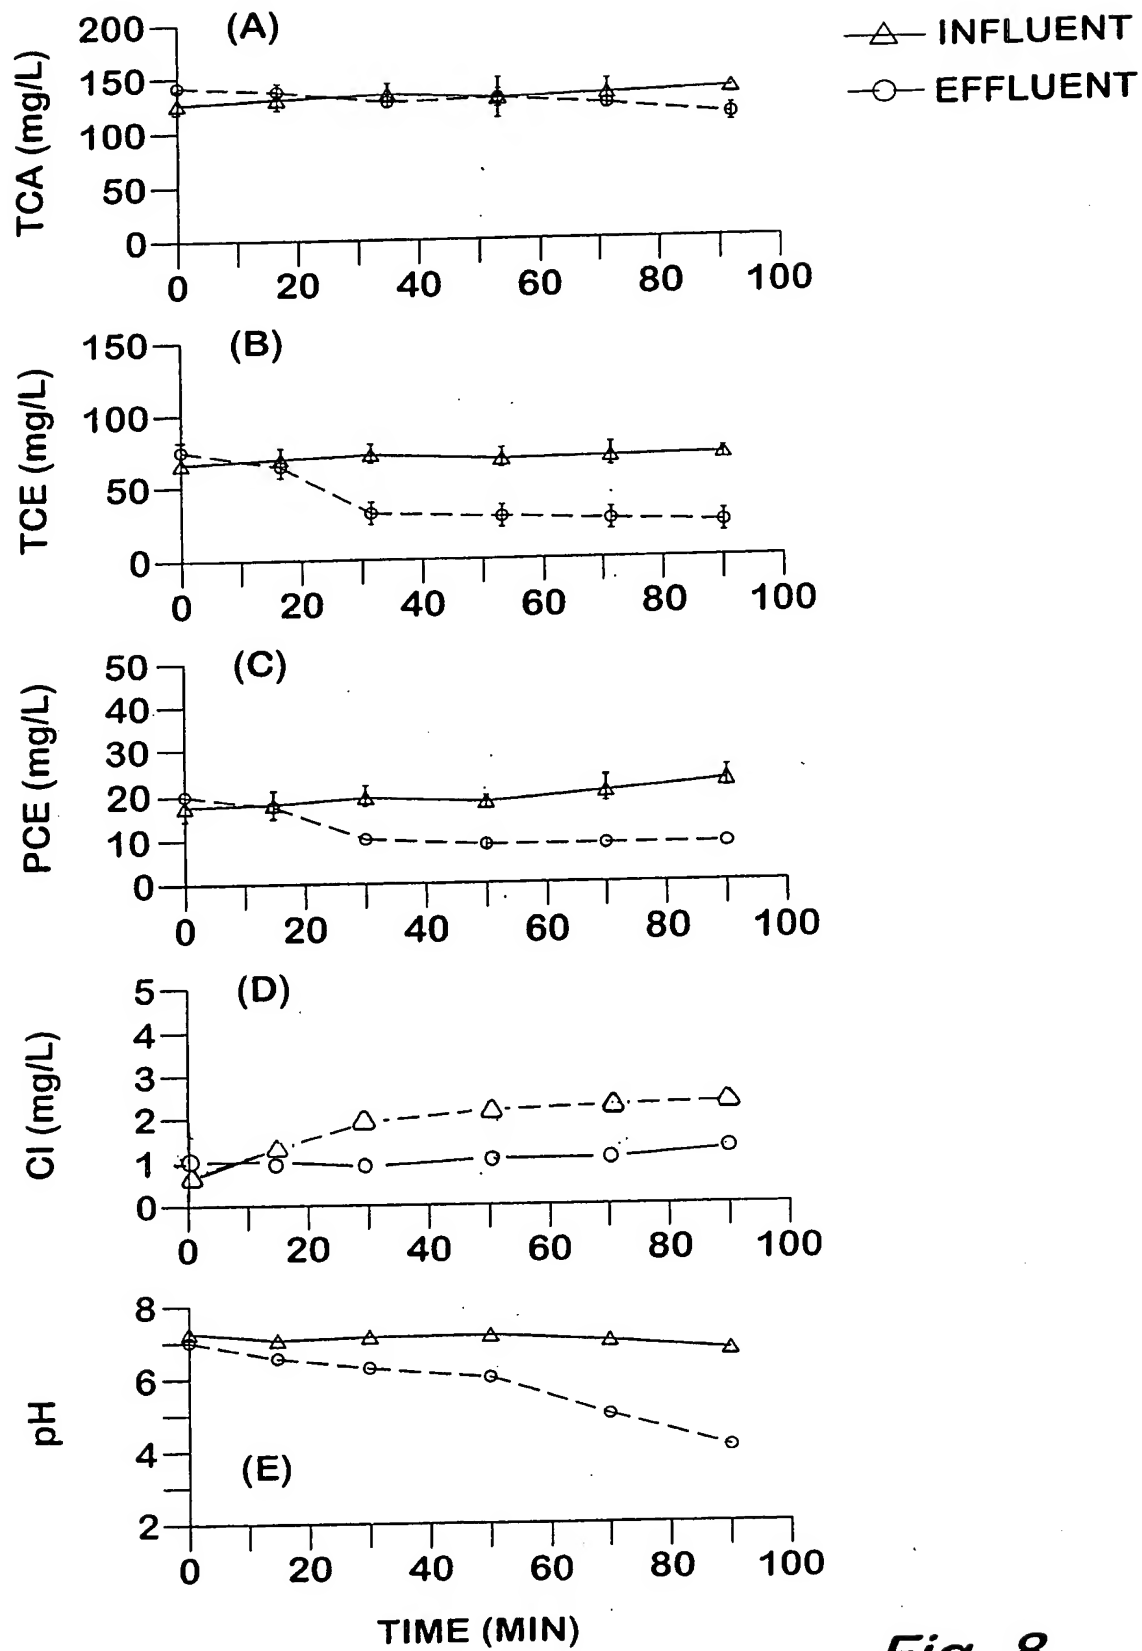 (A)
INFLUENT
EFFLUENT
TCA (mg/L)
200
150
100
50
0
0 20 40 60 80 100
(B)
TCE (mg/L)
150
100
50
0
0 20 40 60 80 100
(C)
PCE (mg/L)
50
40
30
20
10
0
0 20 40 60 80 100
(D)
Cl (mg/L)
5
4
3
2
1
0
0 20 40 60 80 100
pH
8
6
4
2
(E)
0 20 40 60 80 100
TIME (MIN)
Fig. 8